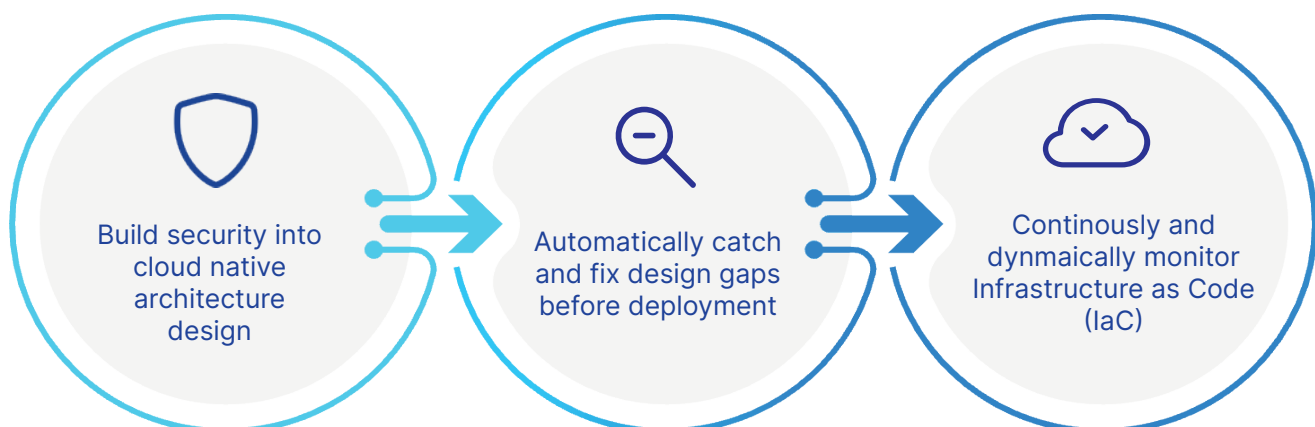 Build security into
cloud native
architecture
design
Automatically catch
and fix design gaps
before deployment
Continously and
dynmaically monitor
Infrastructure as Code
(IaC)